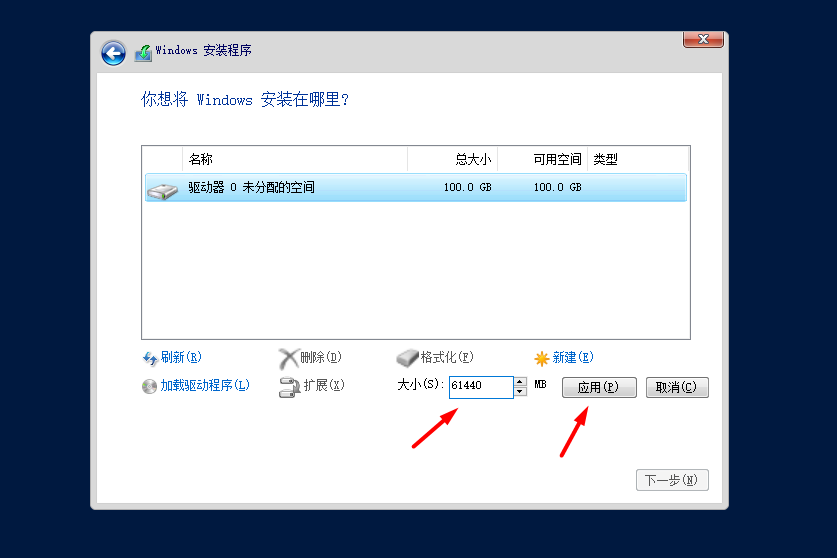 Windows 安装程序
你想将 Windows 安装在哪里?
名称 总大小 可用空间 类型
驱动器 0 未分配的空间 100.0 GB 100.0 GB
刷新(R) 删除(D) 格式化(F) 新建(E)
加载驱动程序(L) 扩展(X) 大小(S): 61440 MB 应用(P) 取消(C)
下一步(N)